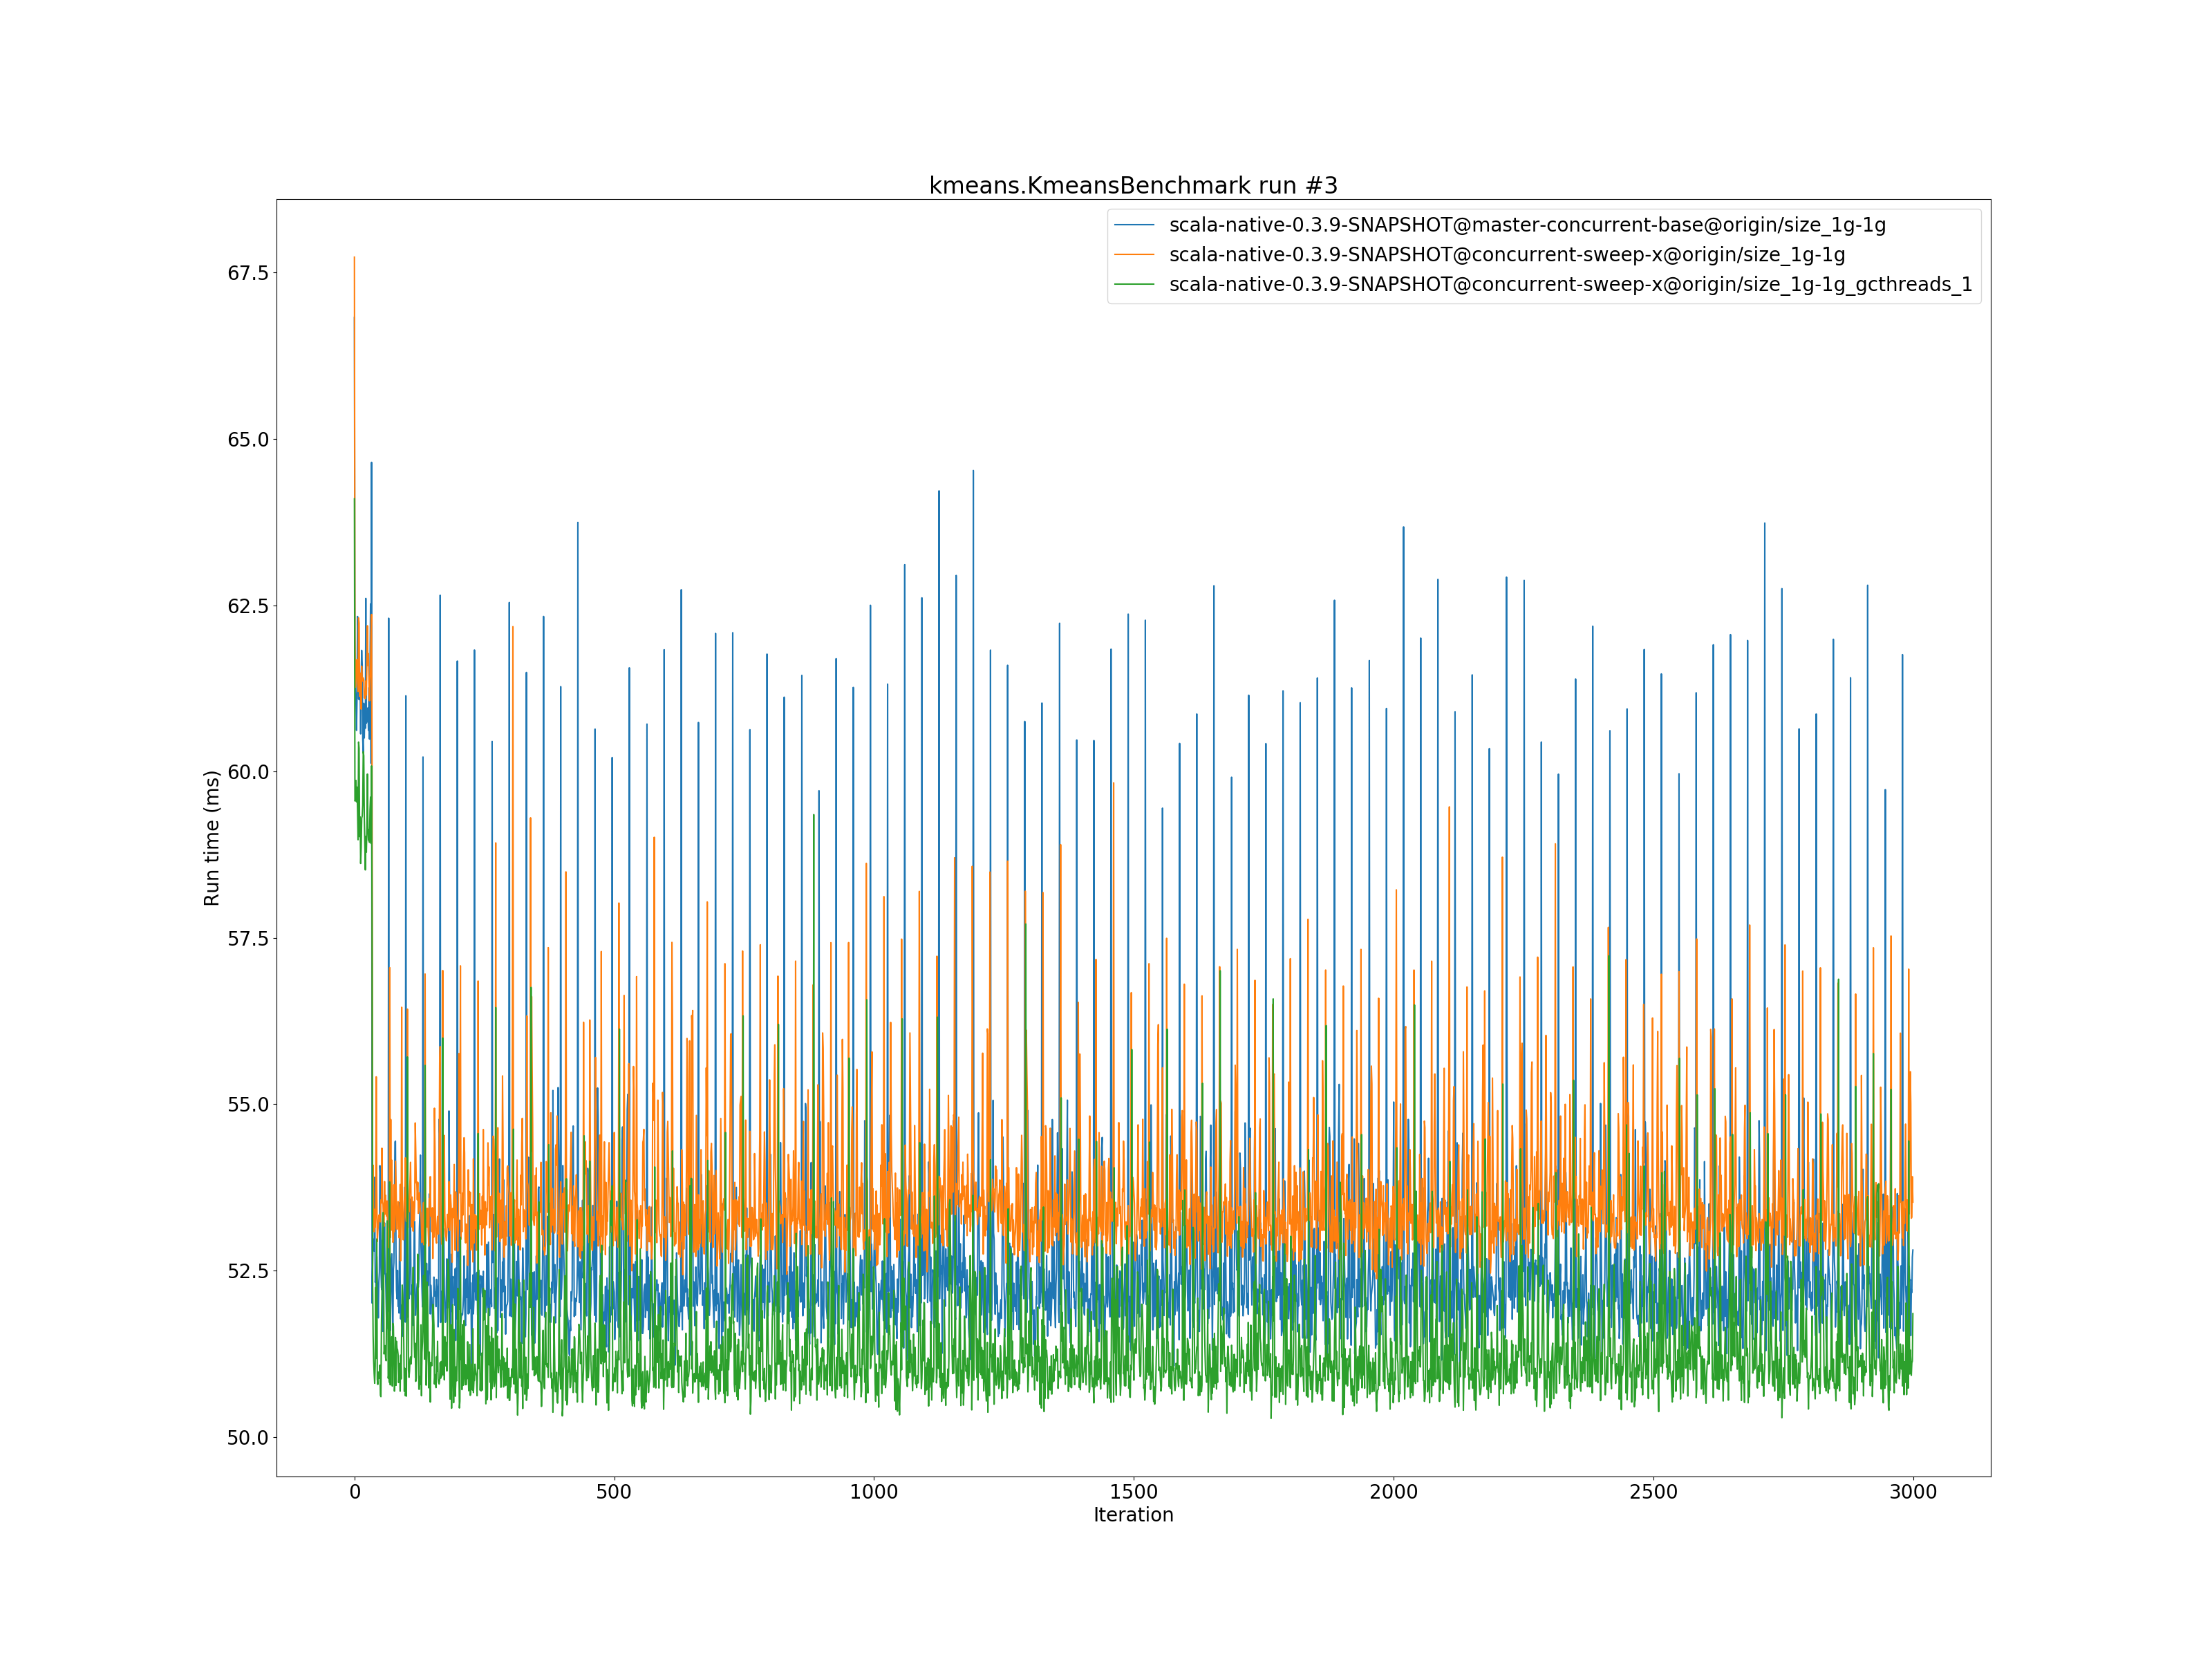 kmeans.KmeansBenchmark run #3
scala-native-0.3.9-SNAPSHOT@master-concurrent-base@origin/size_1g-1g
scala-native-0.3.9-SNAPSHOT@concurrent-sweep-x@origin/size_1g-1g
scala-native-0.3.9-SNAPSHOT@concurrent-sweep-x@origin/size_1g-1g_gcthreads_1
Run time (ms)
67.5
65.0
62.5
60.0
57.5
55.0
52.5
50.0
0 500 1000 1500 2000 2500 3000
Iteration